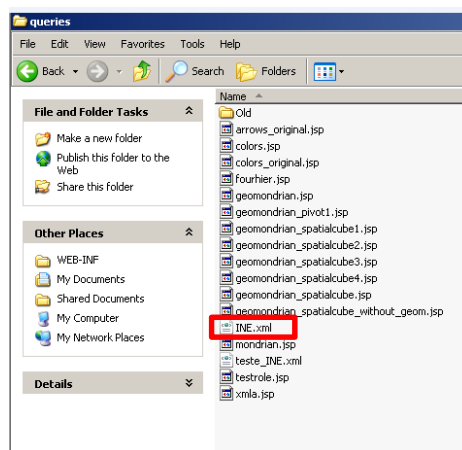 queries
File Edit View Favorites Tools Help
Back Search Folders
File and Folder Tasks
Make a new folder
Publish this folder to the
Web
Share this folder
Other Places
WEB-INF
My Documents
Shared Documents
My Computer
My Network Places
Details
Name
Old
arrows_original.jsp
colors.jsp
colors_original.jsp
fourhier.jsp
geomondrian.jsp
geomondrian_pivot1.jsp
geomondrian_spatialcube1.jsp
geomondrian_spatialcube2.jsp
geomondrian_spatialcube3.jsp
geomondrian_spatialcube4.jsp
geomondrian_spatialcube.jsp
geomondrian_spatialcube_without_geom.jsp
INE.xml
mondrian.jsp
teste_INE.xml
testrole.jsp
xmla.jsp